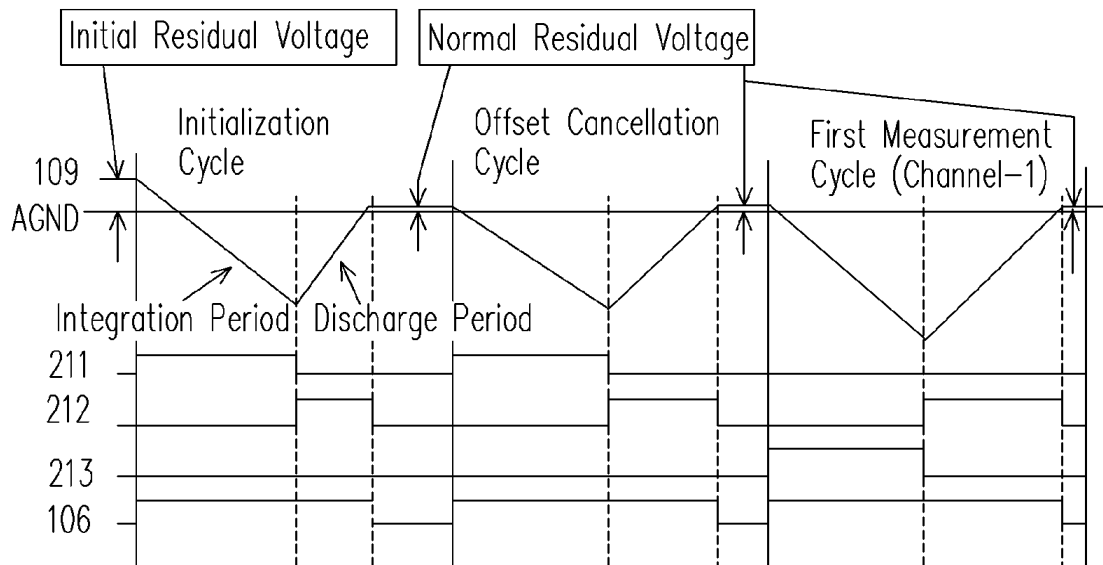 Initial Residual Voltage
Normal Residual Voltage
Initialization
Cycle
Offset Cancellation
Cycle
First Measurement
Cycle (Channel-1)
109
AGND
Integration Period
Discharge Period
211
212
213
106